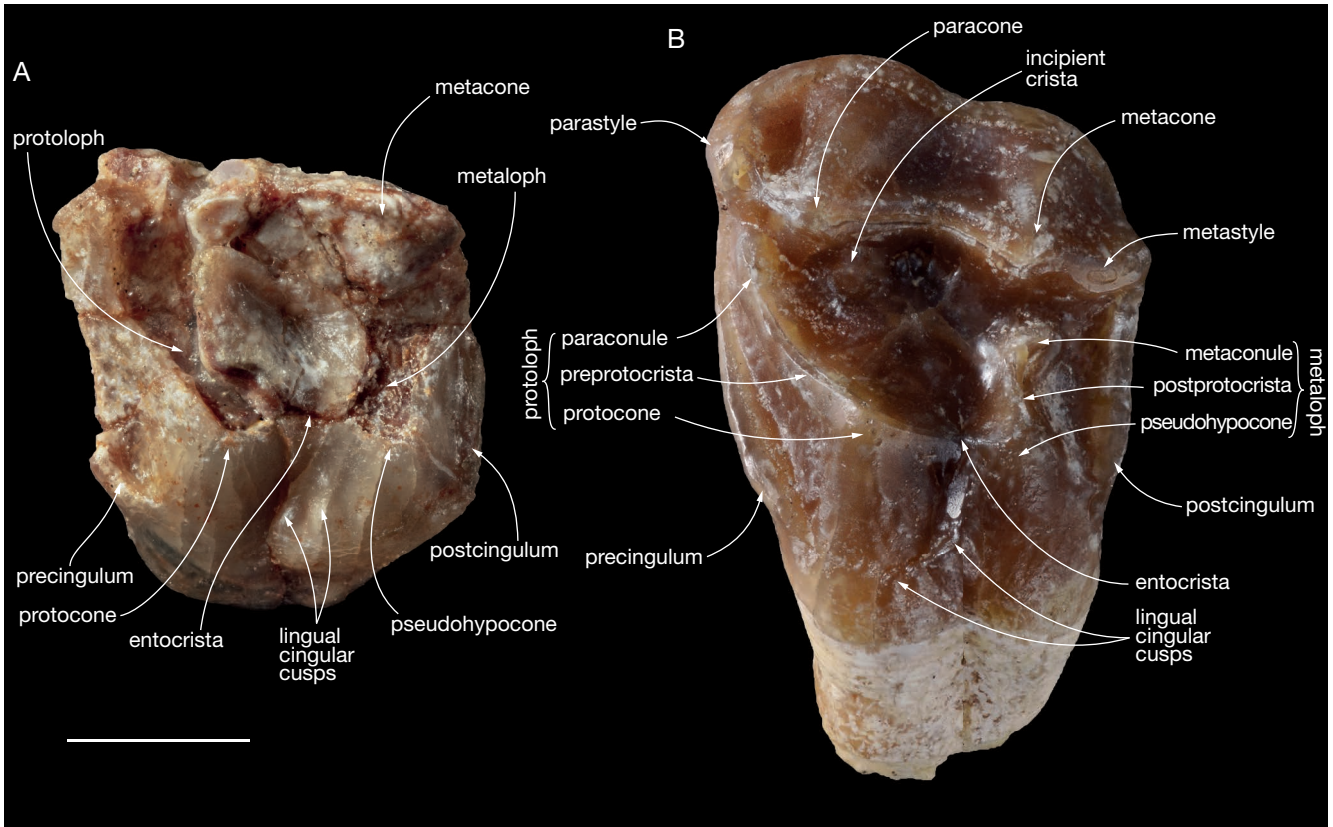 A
metacone
protoloph
metaloph
precingulum
protocone
entocrista
lingual
cingular
cusps
pseudohypocone
postcingulum
B
paracone
incipient
crista
parastyle
metacone
metastyle
protoloph
paraconule
preprotocrista
protocone
metaconule
postprotocrista
pseudohypocone
metaloph
postcingulum
precingulum
entocrista
lingual
cingular
cusps